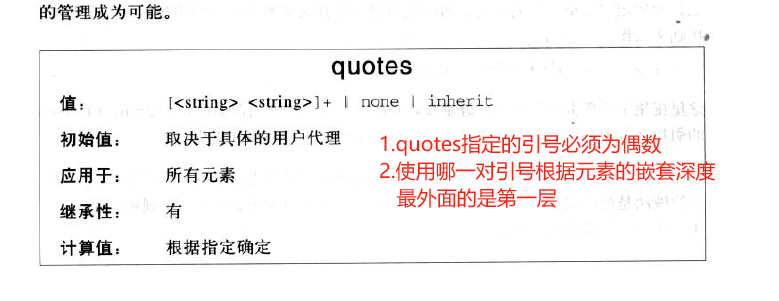 的管理成为可能。
quotes
值： [<string> <string>]+ | none | inherit
初始值： 取决于具体的用户代理
应用于： 所有元素
继承性： 有
计算值： 根据指定确定
1.quotes指定的引号必须为偶数
2.使用哪一对引号根据元素的嵌套深度
最外面的是第一层